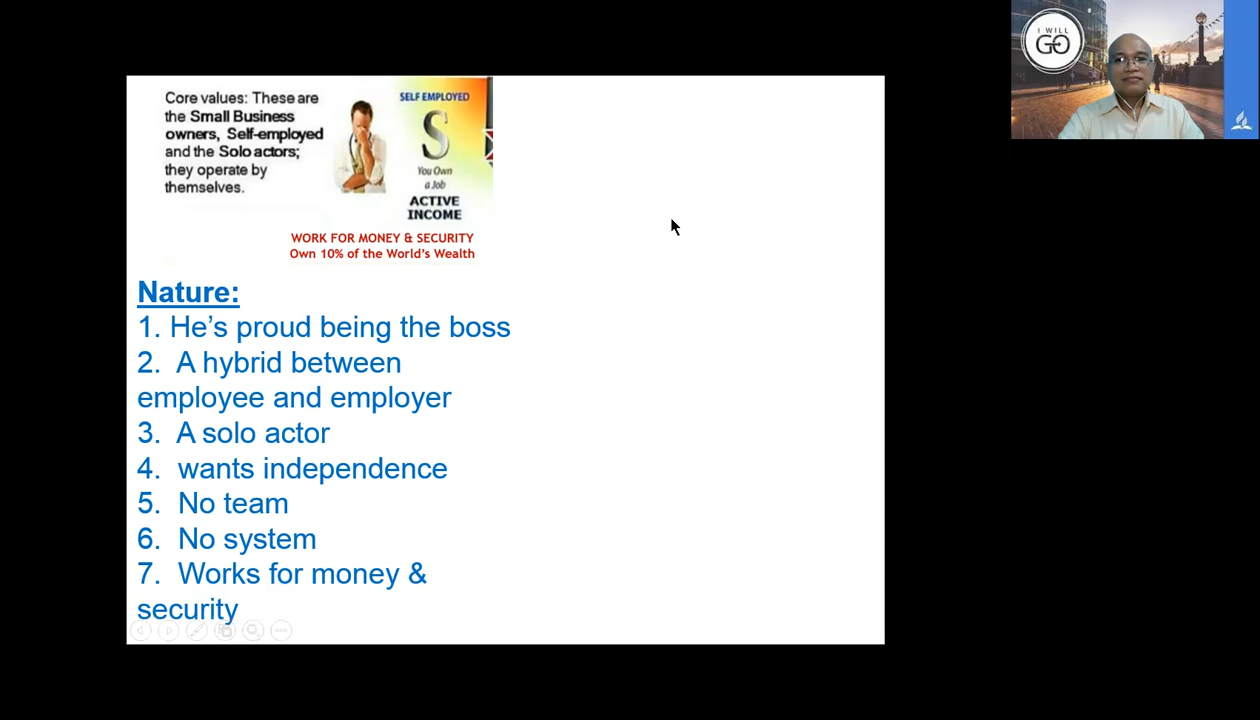 Core values: These are
the Small Business
owners, Self-employed
and the Solo actors;
they operate by
themselves.
SELF EMPLOYED
S
You Own
a Job
ACTIVE
INCOME
WORK FOR MONEY & SECURITY
Own 10% of the World's Wealth
Nature:
1. He's proud being the boss
2. A hybrid between
employee and employer
3. A solo actor
4. wants independence
5. No team
6. No system
7. Works for money &
security
I WILL
GO